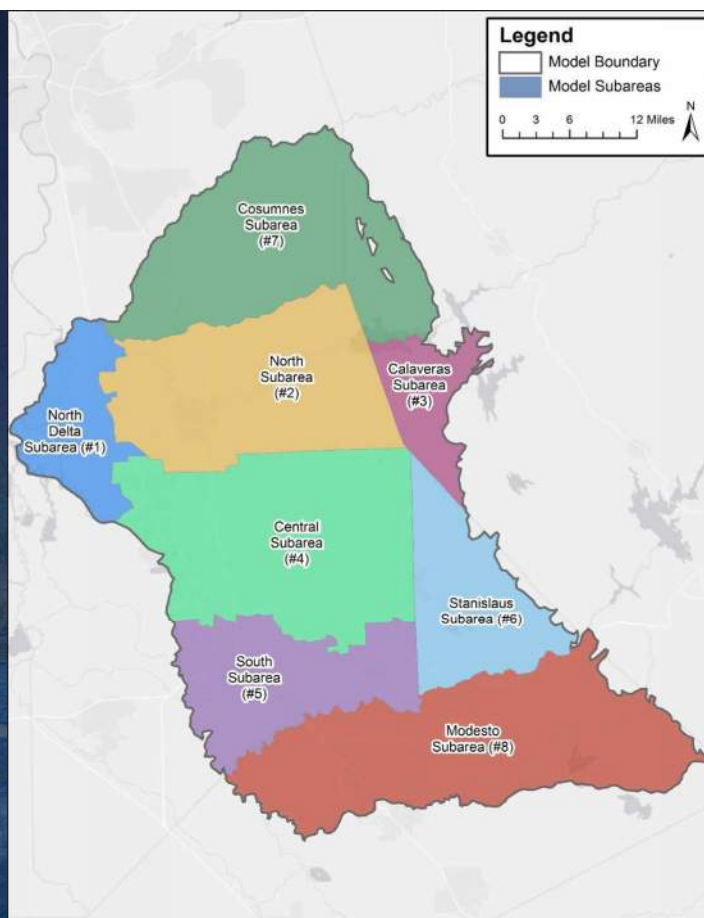 Legend
Model Boundary
Model Subareas
0 3 6 12 Miles
N
Cosumnes
Subarea
(#7)
North
Subarea
(#2)
Calaveras
Subarea
(#3)
North
Delta
Subarea (#1)
Central
Subarea
(#4)
Stanislaus
Subarea (#6)
South
Subarea
(#5)
Modesto
Subarea (#8)